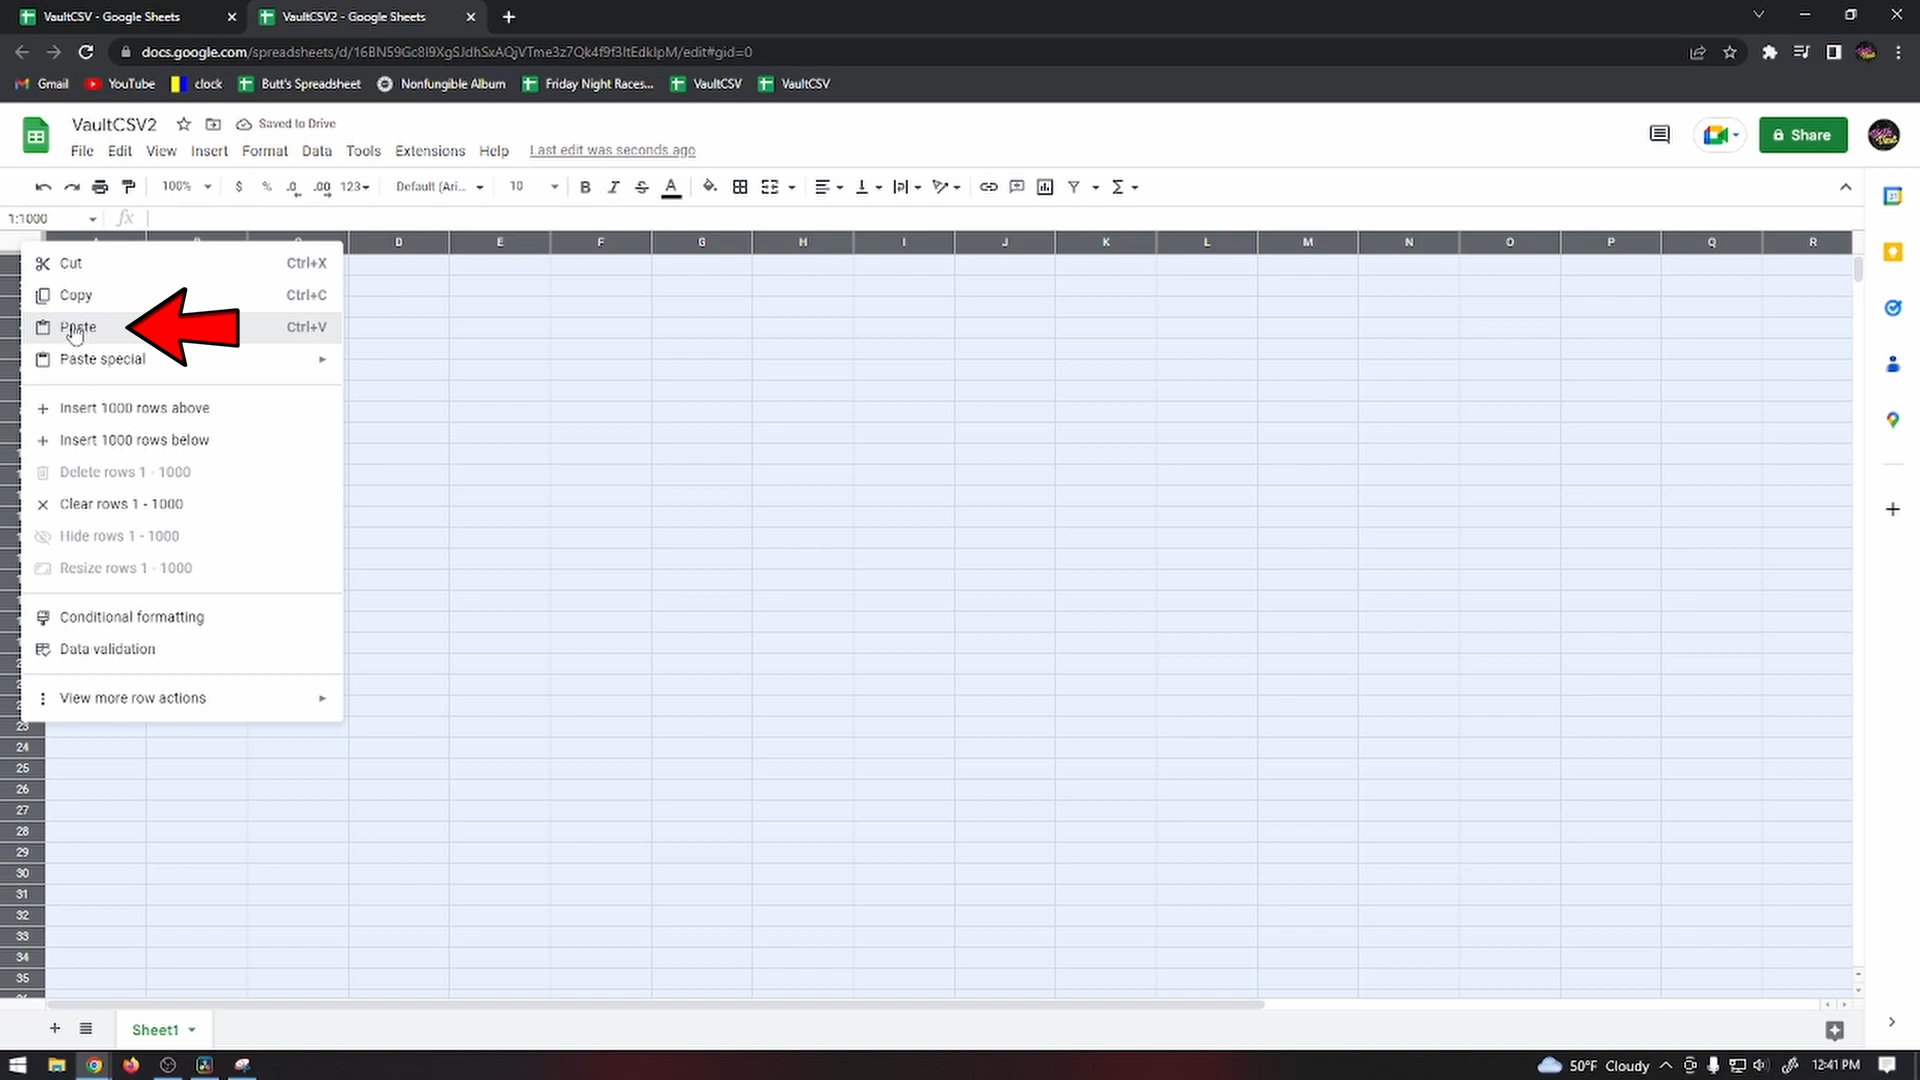 VaultCSV - Google Sheets
VaultCSV2 - Google Sheets
docs.google.com/spreadsheets/d/16BN59Gc8I9XgSJdhSxAQjVTme3z7Qk4f9f3ItEdkIpM/edit#gid=0
Gmail YouTube clock Butt's Spreadsheet Nonfungible Album Friday Night Races... VaultCSV VaultCSV
VaultCSV2 Saved to Drive
Share
File Edit View Insert Format Data Tools Extensions Help Last edit was seconds ago
100% $ % .0 .00 123 Default (Ari... 10 B I S A
1:1000 fx
D E F G H I J K L M N O P Q R
Cut Ctrl+X
Copy Ctrl+C
Paste Ctrl+V
Paste special
Insert 1000 rows above
Insert 1000 rows below
Delete rows 1 - 1000
Clear rows 1 - 1000
Hide rows 1 - 1000
Resize rows 1 - 1000
Conditional formatting
Data validation
View more row actions
23
24
25
26
27
28
29
30
31
32
33
34
35
Sheet1
50°F Cloudy 12:41 PM